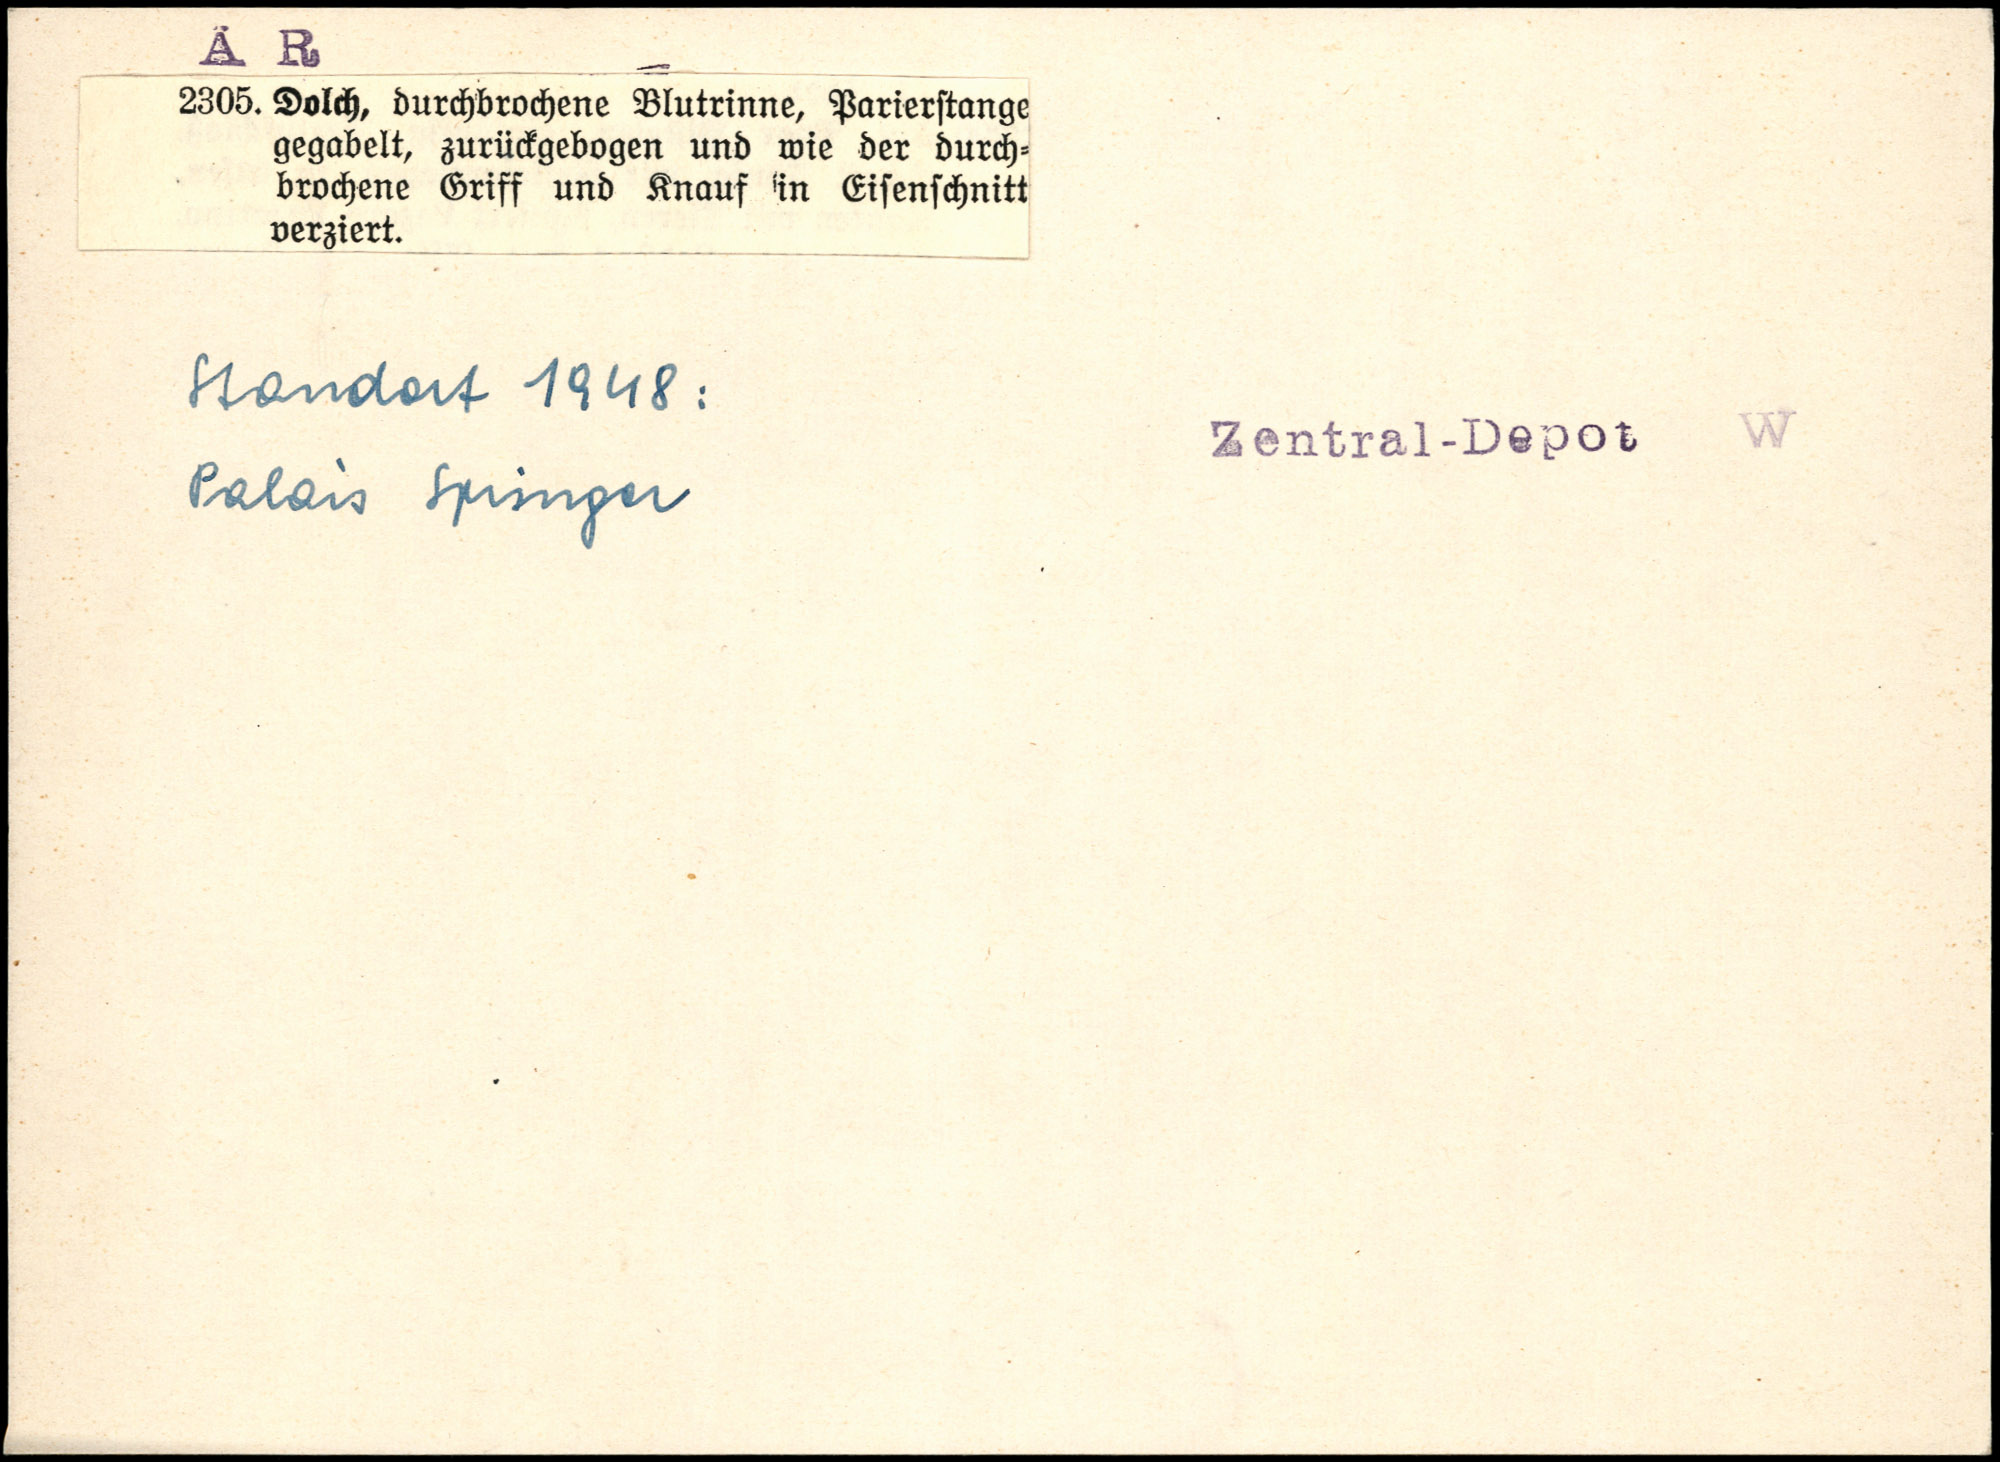 Ä R
2305. Dolch, durchbrochene Blutrinne, Parierstange
gegabelt, zurückgebogen und wie der durch-
brochene Griff und Knauf in Eisenschnitt
verziert.
Standort 1948:
Palais Springer
Zentral-Depot W